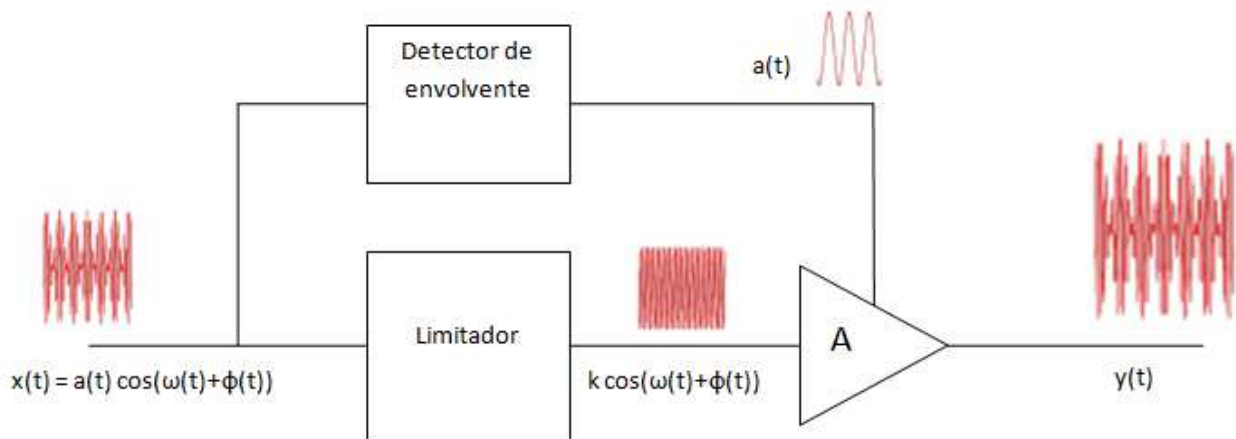 Detector de
envolvente
a(t)
Limitador
A
x(t) = a(t) cos(ω(t)+ϕ(t))
k cos(ω(t)+ϕ(t))
y(t)